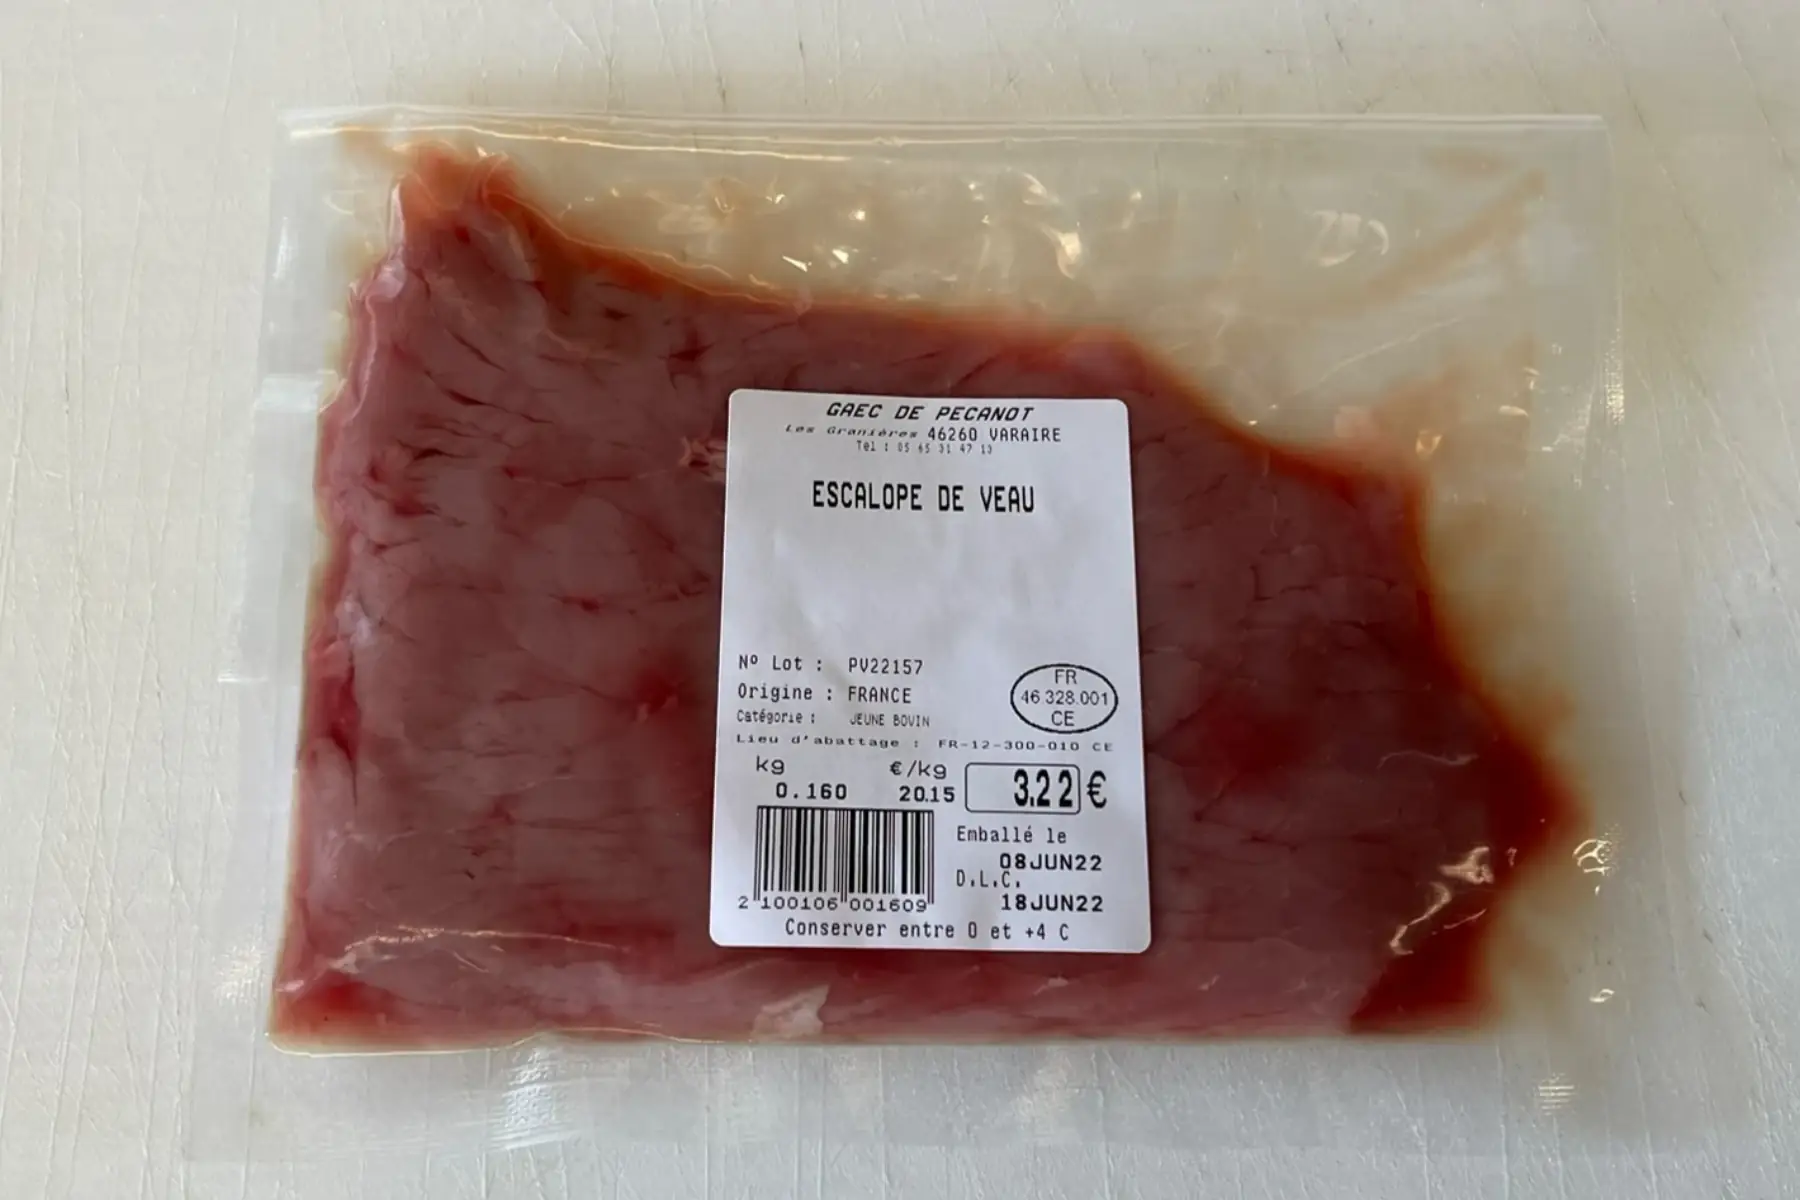 GAEC DE PECANOT
Les Granières 46260 VARAIRE
Tel : 05 65 31 47 13
ESCALOPE DE VEAU
Nº Lot : PV22157
Origine : FRANCE
Catégorie : JEUNE BOVIN
Lieu d'abattage : FR-12-300-010 CE
FR
46.328.001
CE
kg €/kg
0.160 20.15 3.22 €
Emballé le
08JUN22
D.L.C.
18JUN22
2 100106 001609
Conserver entre 0 et +4 C